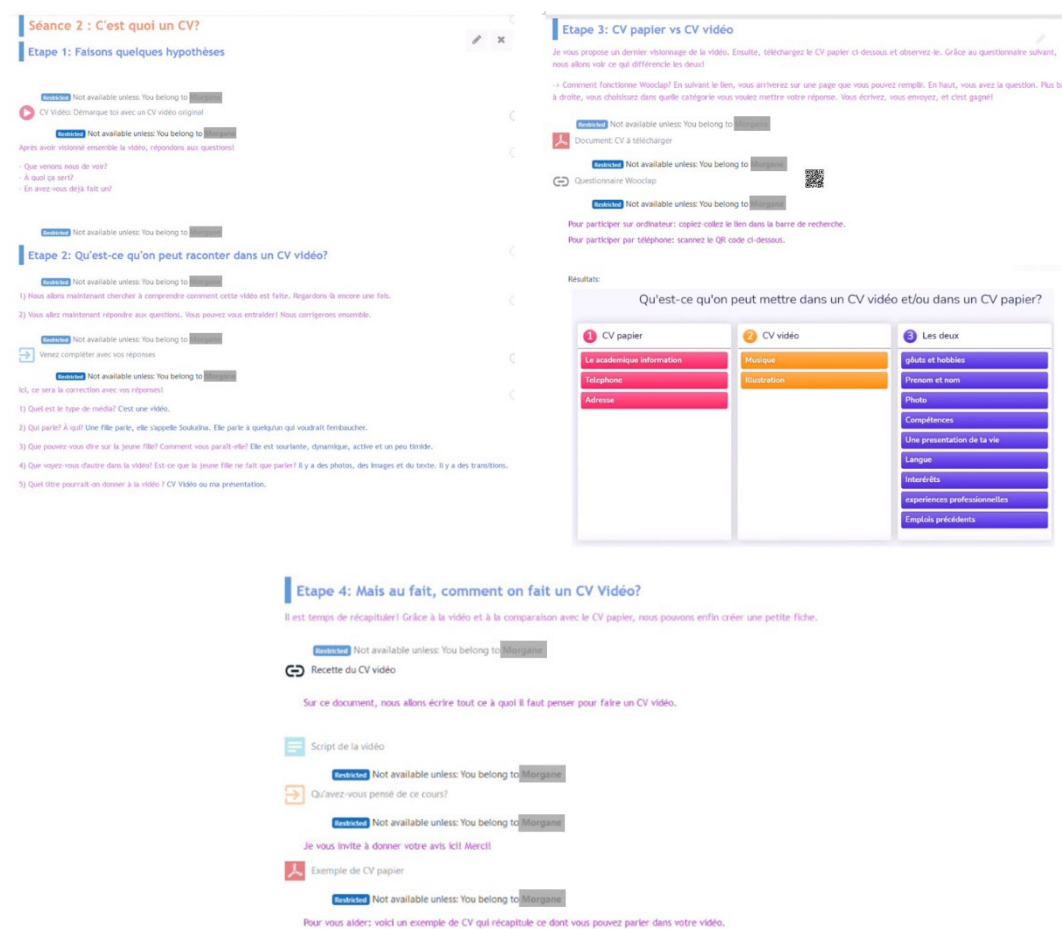 Séance 2 : C'est quoi un CV?
Etape 1: Faisons quelques hypothèses
Restricted Not available unless: You belong to Morgane
CV Vidéo: Démarque toi avec un CV vidéo original
Restricted Not available unless: You belong to Morgane
Après avoir visionné ensemble la vidéo, répondons aux questions!
- Que venons nous de voir?
- À quoi ça sert?
- En avez-vous déjà fait un?
Restricted Not available unless: You belong to Morgane
Etape 2: Qu'est-ce qu'on peut raconter dans un CV vidéo?
Restricted Not available unless: You belong to Morgane
1) Nous allons maintenant chercher à comprendre comment cette vidéo est faite. Regardons-là encore une fois.
2) Vous allez maintenant répondre aux questions. Vous pouvez vous entraider! Nous corrigerons ensemble.
Restricted Not available unless: You belong to Morgane
Venez compléter avec vos réponses
Restricted Not available unless: You belong to Morgane
Ici, ce sera la correction avec vos réponses!
1) Quel est le type de média? C'est une vidéo.
2) Qui parle? À qui? Une fille parle, elle s'appelle Soukaïna. Elle parle à quelqu'un qui voudrait l'embaucher.
3) Que pouvez-vous dire sur la jeune fille? Comment vous paraît-elle? Elle est souriante, dynamique, active et un peu timide.
4) Que voyez-vous d'autre dans la vidéo? Est-ce que la jeune fille ne fait que parler? Il y a des photos, des images et du texte. Il y a des transitions.
5) Quel titre pourrait-on donner à la vidéo ? CV Vidéo ou ma présentation.
Etape 3: CV papier vs CV vidéo
Je vous propose un dernier visionnage de la vidéo. Ensuite, téléchargez le CV papier ci-dessous et observez-le. Grâce au questionnaire suivant,
nous allons voir ce qui différencie les deux!
-> Comment fonctionne Wooclap? En suivant le lien, vous arriverez sur une page que vous pouvez remplir. En haut, vous avez la question. Plus ba
à droite, vous choisissez dans quelle catégorie vous voulez mettre votre réponse. Vous écrivez, vous envoyez, et c'est gagné!
Restricted Not available unless: You belong to Morgane
Document: CV à télécharger
Restricted Not available unless: You belong to Morgane
Questionnaire Wooclap
Restricted Not available unless: You belong to Morgane
Pour participer sur ordinateur: copiez-collez le lien dans la barre de recherche.
Pour participer par téléphone: scannez le QR code ci-dessous.
Résultats:
Qu'est-ce qu'on peut mettre dans un CV vidéo et/ou dans un CV papier?
1 CV papier
Le academique information
Telephone
Adresse
2 CV vidéo
Musique
Illustration
3 Les deux
gôuts et hobbies
Prenom et nom
Photo
Compétences
Une presentation de ta vie
Langue
Interérêts
experiences professionnelles
Emplois précédents
Etape 4: Mais au fait, comment on fait un CV Vidéo?
Il est temps de récapituler! Grâce à la vidéo et à la comparaison avec le CV papier, nous pouvons enfin créer une petite fiche.
Restricted Not available unless: You belong to Morgane
Recette du CV vidéo
Sur ce document, nous allons écrire tout ce à quoi il faut penser pour faire un CV vidéo.
Script de la vidéo
Restricted Not available unless: You belong to Morgane
Qu'avez-vous pensé de ce cours?
Restricted Not available unless: You belong to Morgane
Je vous invite à donner votre avis ici! Merci!
Exemple de CV papier
Restricted Not available unless: You belong to Morgane
Pour vous aider: voici un exemple de CV qui récapitule ce dont vous pouvez parler dans votre vidéo.